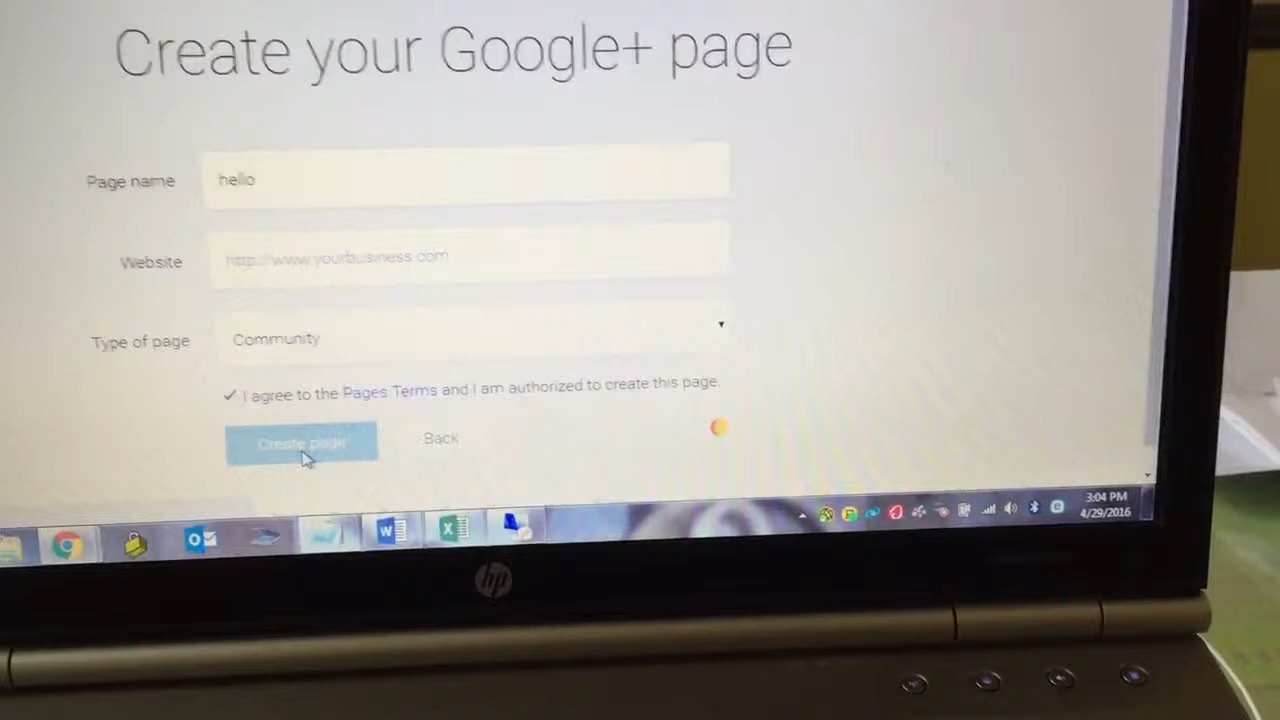 Create your Google+ page
Page name
hello
Website
http://www.yourbusiness.com
Type of page
Community
✓ I agree to the Pages Terms and I am authorized to create this page.
Create page
Back
3:04 PM
4/29/2016
hp